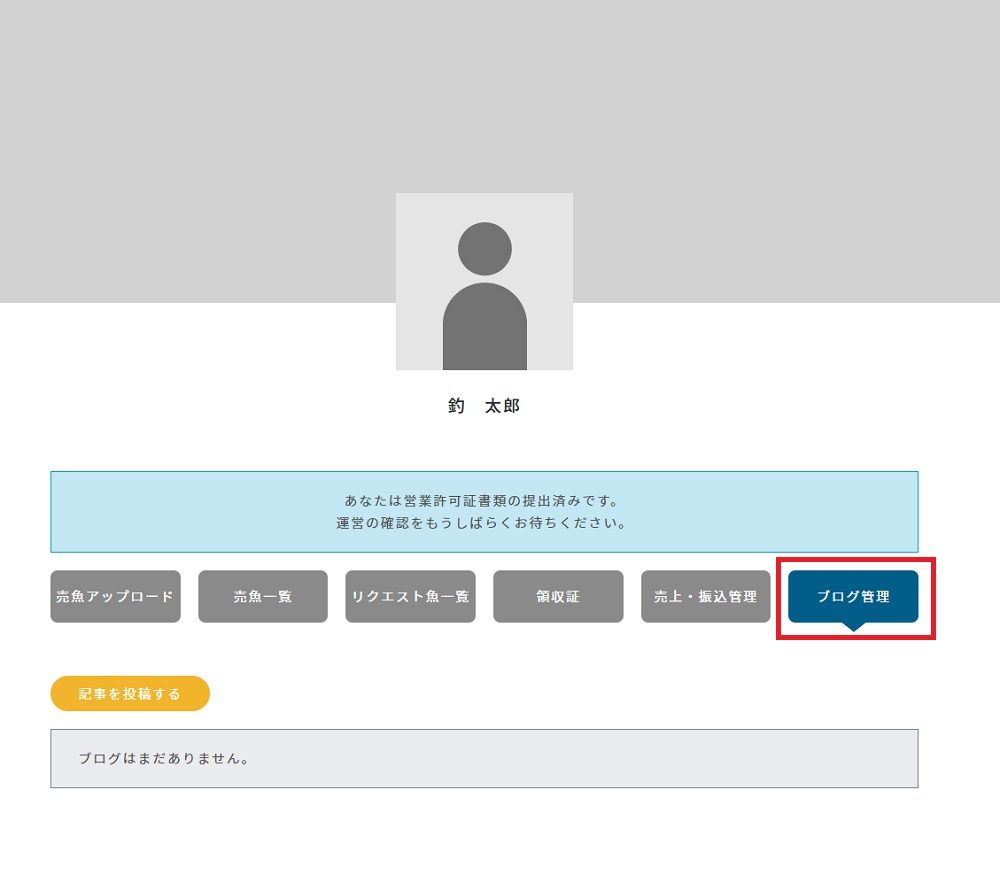 釣　太郎
あなたは営業許可証書類の提出済みです。
運営の確認をもうしばらくお待ちください。
売魚アップロード
売魚一覧
リクエスト魚一覧
領収証
売上・振込管理
ブログ管理
記事を投稿する
ブログはまだありません。